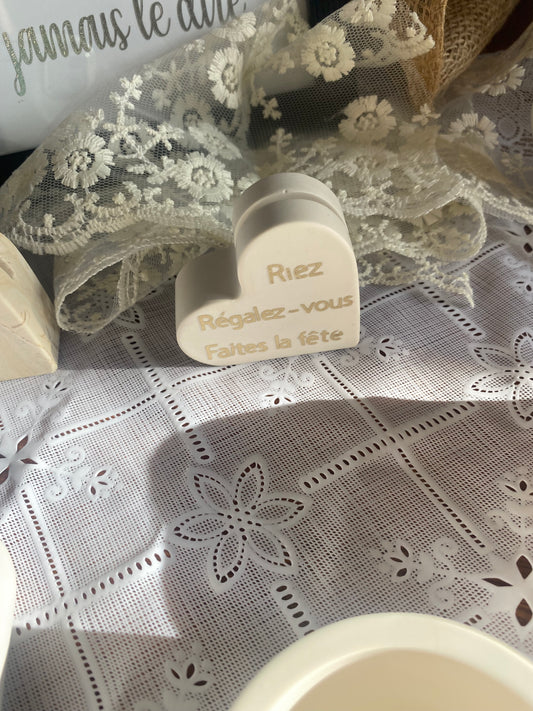 jamais le dire
Riez
Régalez-vous
Faites la fête